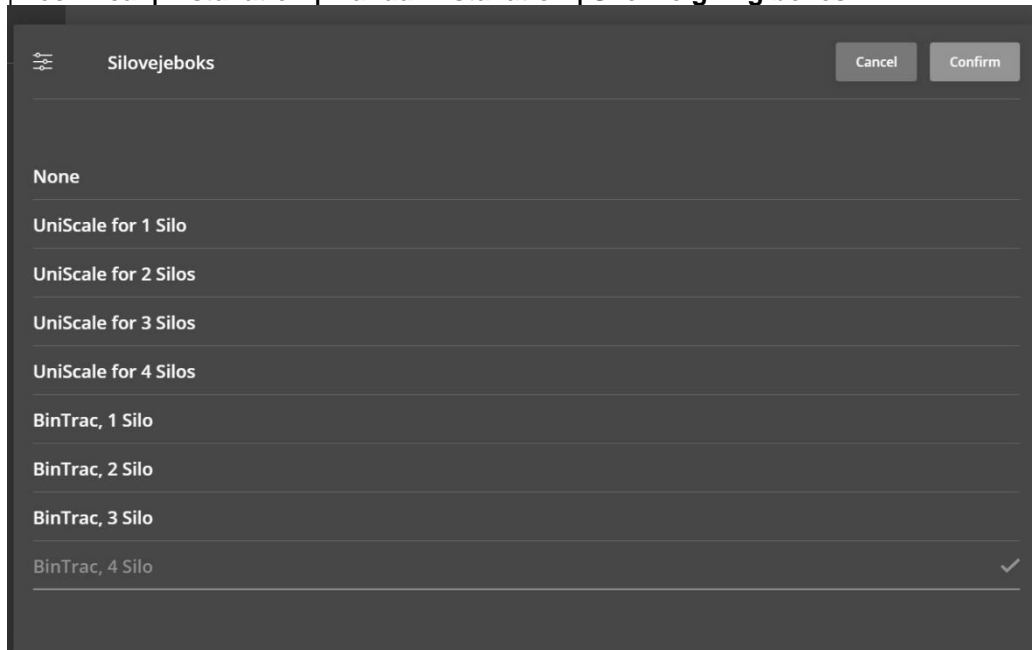 Silovejeboks
Cancel
Confirm
None
UniScale for 1 Silo
UniScale for 2 Silos
UniScale for 3 Silos
UniScale for 4 Silos
BinTrac, 1 Silo
BinTrac, 2 Silo
BinTrac, 3 Silo
BinTrac, 4 Silo